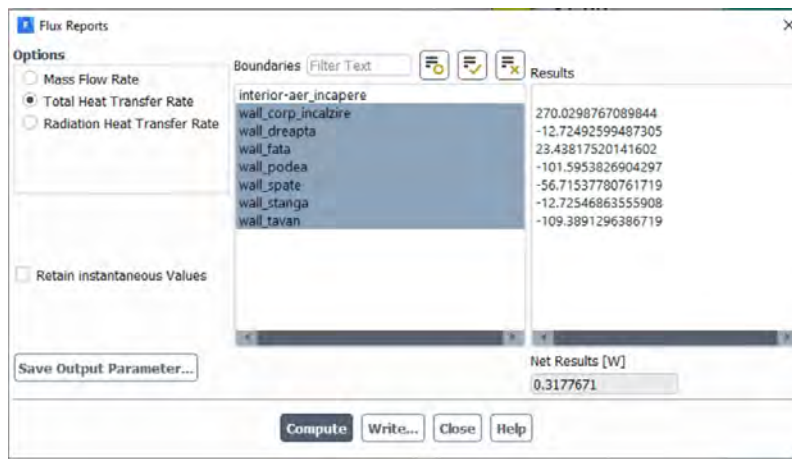 Flux Reports
Options
Mass Flow Rate
Total Heat Transfer Rate
Radiation Heat Transfer Rate
Retain instantaneous Values
Save Output Parameter...
Boundaries Filter Text
interior-aer_incapere
wall_corp_incalzire
wall_dreapta
wall_fata
wall_podea
wall_spate
wall_stanga
wall_tavan
Results
270.0298767089844
-12.72492599487305
23.43817520141602
-101.5953826904297
-56.71537780761719
-12.72546863555908
-109.3891296386719
Net Results [W]
0.3177671
Compute Write... Close Help